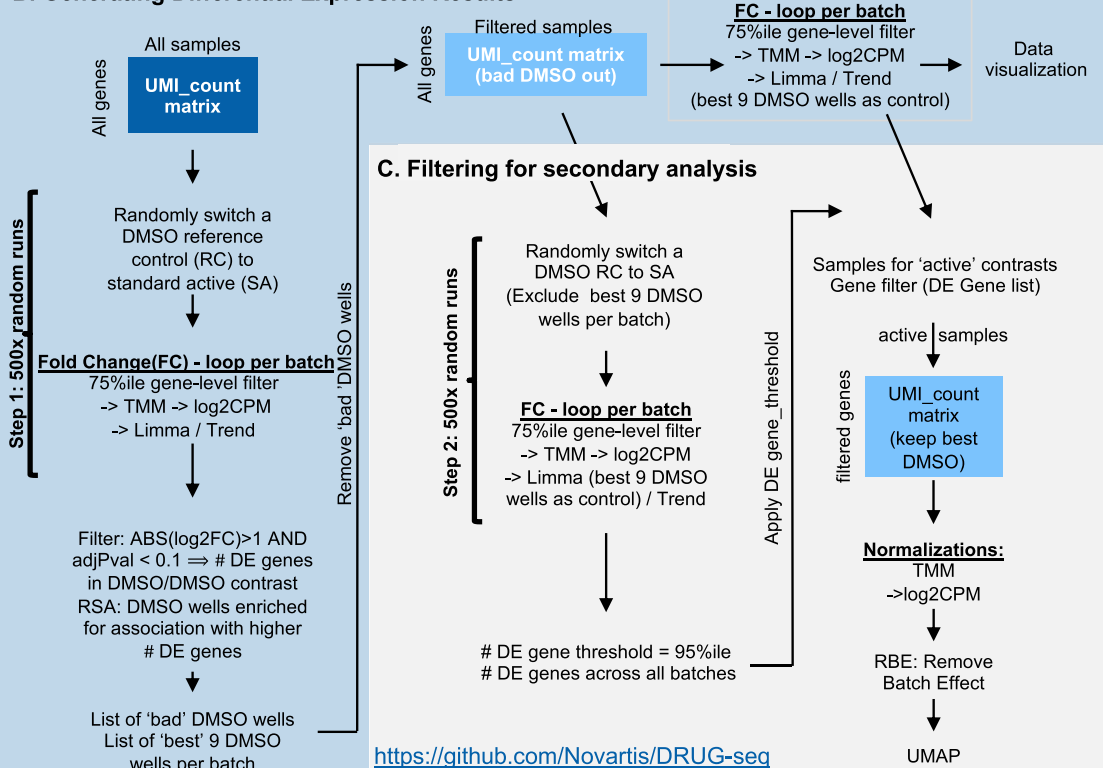 B. Generating Differential Expression Results
All samples
All genes
UMI_count
matrix
Step 1: 500x random runs
Randomly switch a
DMSO reference
control (RC) to
standard active (SA)
Fold Change(FC) - loop per batch
75%ile gene-level filter
-> TMM -> log2CPM
-> Limma / Trend
Filter: ABS(log2FC)>1 AND
adjPval < 0.1 ⟹ # DE genes
in DMSO/DMSO contrast
RSA: DMSO wells enriched
for association with higher
# DE genes
List of ‘bad’ DMSO wells
List of ‘best’ 9 DMSO
wells per batch
Remove ‘bad ’DMSO wells
Filtered samples
All genes
UMI_count matrix
(bad DMSO out)
FC - loop per batch
75%ile gene-level filter
-> TMM -> log2CPM
-> Limma / Trend
(best 9 DMSO wells as control)
Data
visualization
C. Filtering for secondary analysis
Step 2: 500x random runs
Randomly switch a
DMSO RC to SA
(Exclude best 9 DMSO
wells per batch)
FC - loop per batch
75%ile gene-level filter
-> TMM -> log2CPM
-> Limma (best 9 DMSO
wells as control) / Trend
# DE gene threshold = 95%ile
# DE genes across all batches
Apply DE gene_threshold
Samples for ‘active’ contrasts
Gene filter (DE Gene list)
active samples
filtered genes
UMI_count
matrix
(keep best
DMSO)
Normalizations:
TMM
->log2CPM
RBE: Remove
Batch Effect
UMAP
https://github.com/Novartis/DRUG-seq